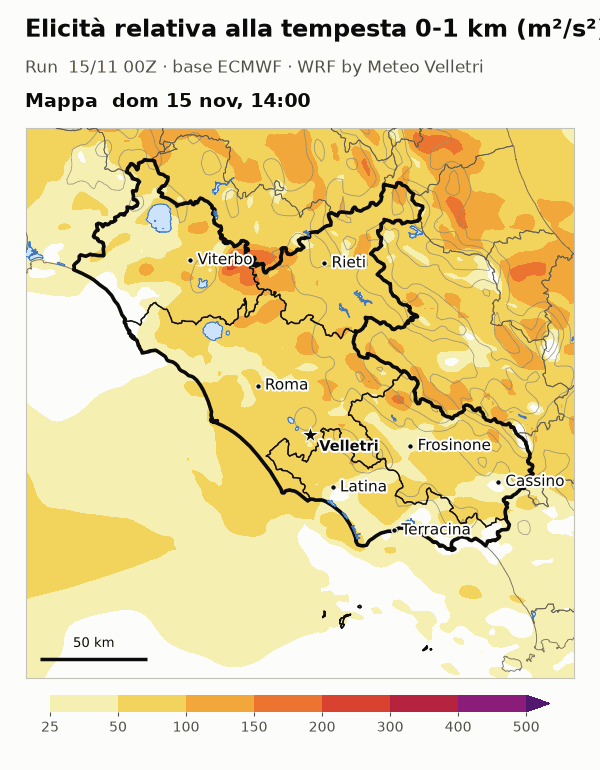 Elicità relativa alla tempesta 0-1 km (m²/s²)
Run  15/11 00Z · base ECMWF · WRF by Meteo Velletri
Mappa  dom 15 nov, 14:00
Viterbo
Rieti
Roma
Velletri
Frosinone
Latina
Cassino
Terracina
50 km
25 50 100 150 200 300 400 500